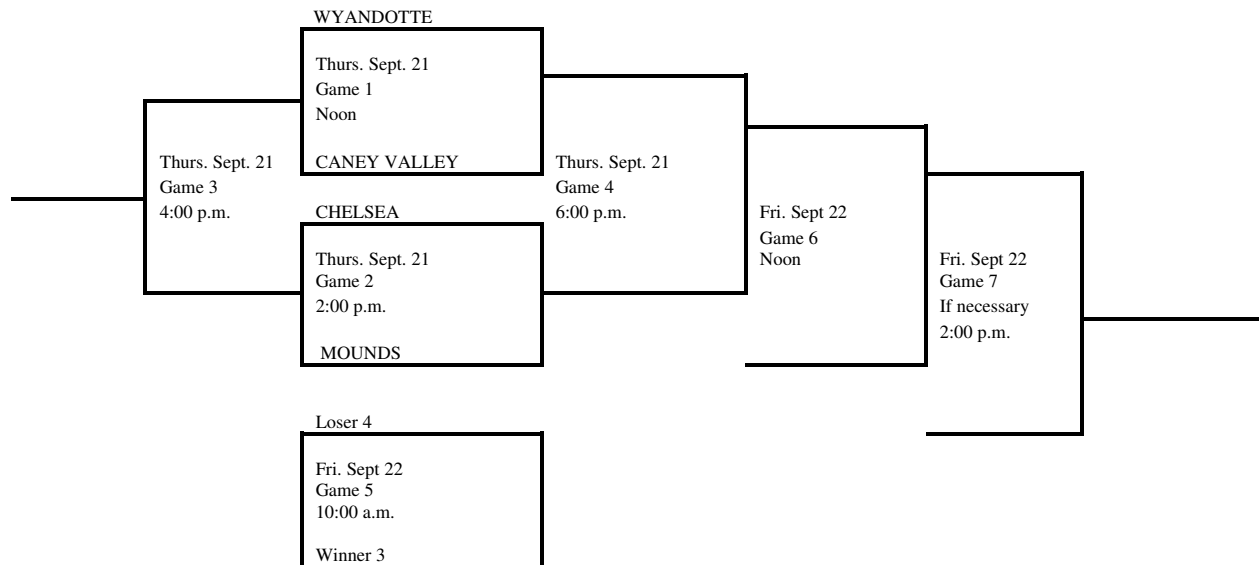 WYANDOTTE
Thurs. Sept. 21
Game 1
Noon
CANEY VALLEY
Thurs. Sept. 21
Game 3
4:00 p.m.
Thurs. Sept. 21
Game 4
6:00 p.m.
CHELSEA
Thurs. Sept. 21
Game 2
2:00 p.m.
MOUNDS
Fri. Sept 22
Game 6
Noon
Fri. Sept 22
Game 7
If necessary
2:00 p.m.
Loser 4
Fri. Sept 22
Game 5
10:00 a.m.
Winner 3